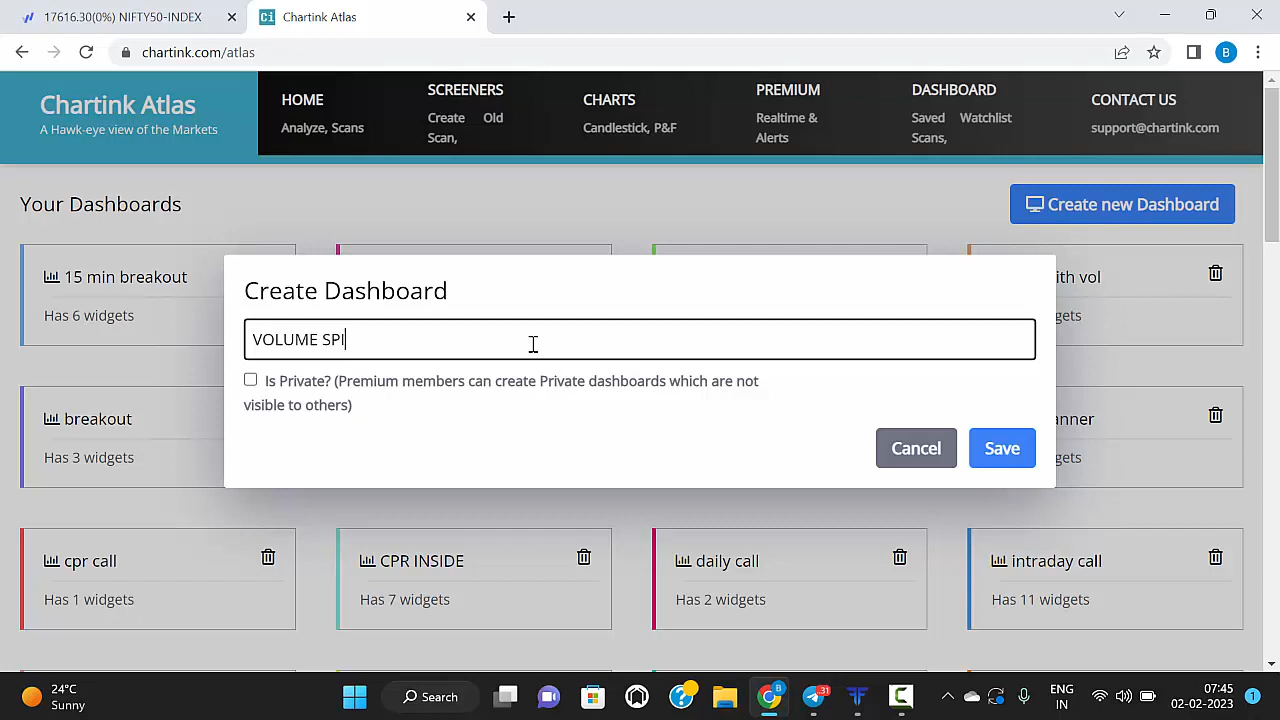 17616.30(0%) NIFTY50-INDEX
Chartink Atlas
chartink.com/atlas
B
Chartink Atlas
A Hawk-eye view of the Markets
HOME
Analyze, Scans
SCREENERS
Create Old
Scan,
CHARTS
Candlestick, P&F
PREMIUM
Realtime &
Alerts
DASHBOARD
Saved Watchlist
Scans,
CONTACT US
support@chartink.com
Your Dashboards
Create new Dashboard
15 min breakout
Has 6 widgets
ith vol
gets
Create Dashboard
VOLUME SPI
Is Private? (Premium members can create Private dashboards which are not
visible to others)
Cancel
Save
breakout
Has 3 widgets
anner
gets
cpr call
Has 1 widgets
CPR INSIDE
Has 7 widgets
daily call
Has 2 widgets
intraday call
Has 11 widgets
24°C
Sunny
Search
B
31
ENG
IN
07:45
02-02-2023
1